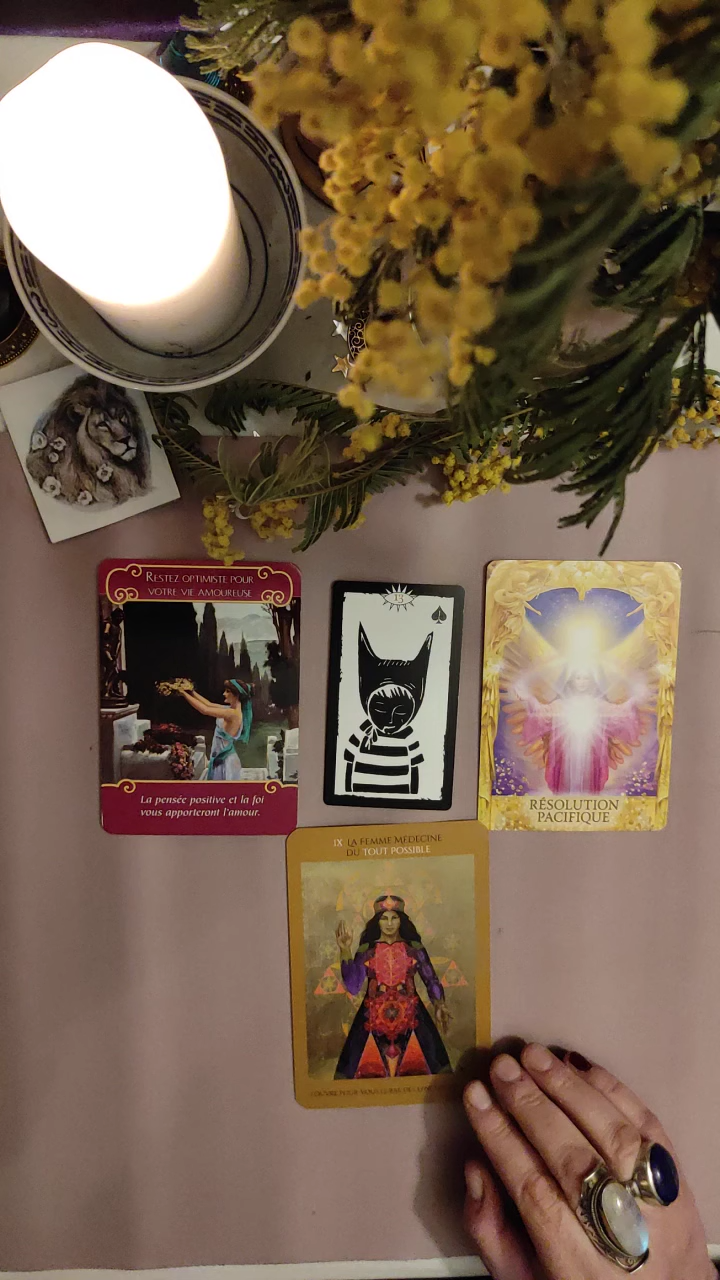 RESTEZ OPTIMISTE POUR
VOTRE VIE AMOUREUSE
La pensée positive et la foi
vous apporteront l'amour.
13
RÉSOLUTION
PACIFIQUE
IX LA FEMME MÉDECINE
DU TOUT POSSIBLE